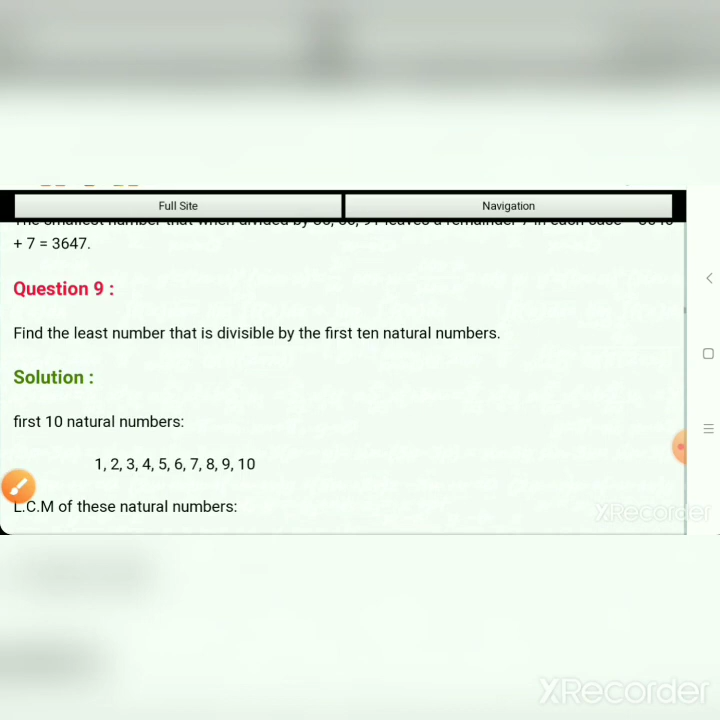 Full Site
Navigation
+ 7 = 3647.
Question 9 :
Find the least number that is divisible by the first ten natural numbers.
Solution :
first 10 natural numbers:
1, 2, 3, 4, 5, 6, 7, 8, 9, 10
L.C.M of these natural numbers:
XRecorder
XRecorder